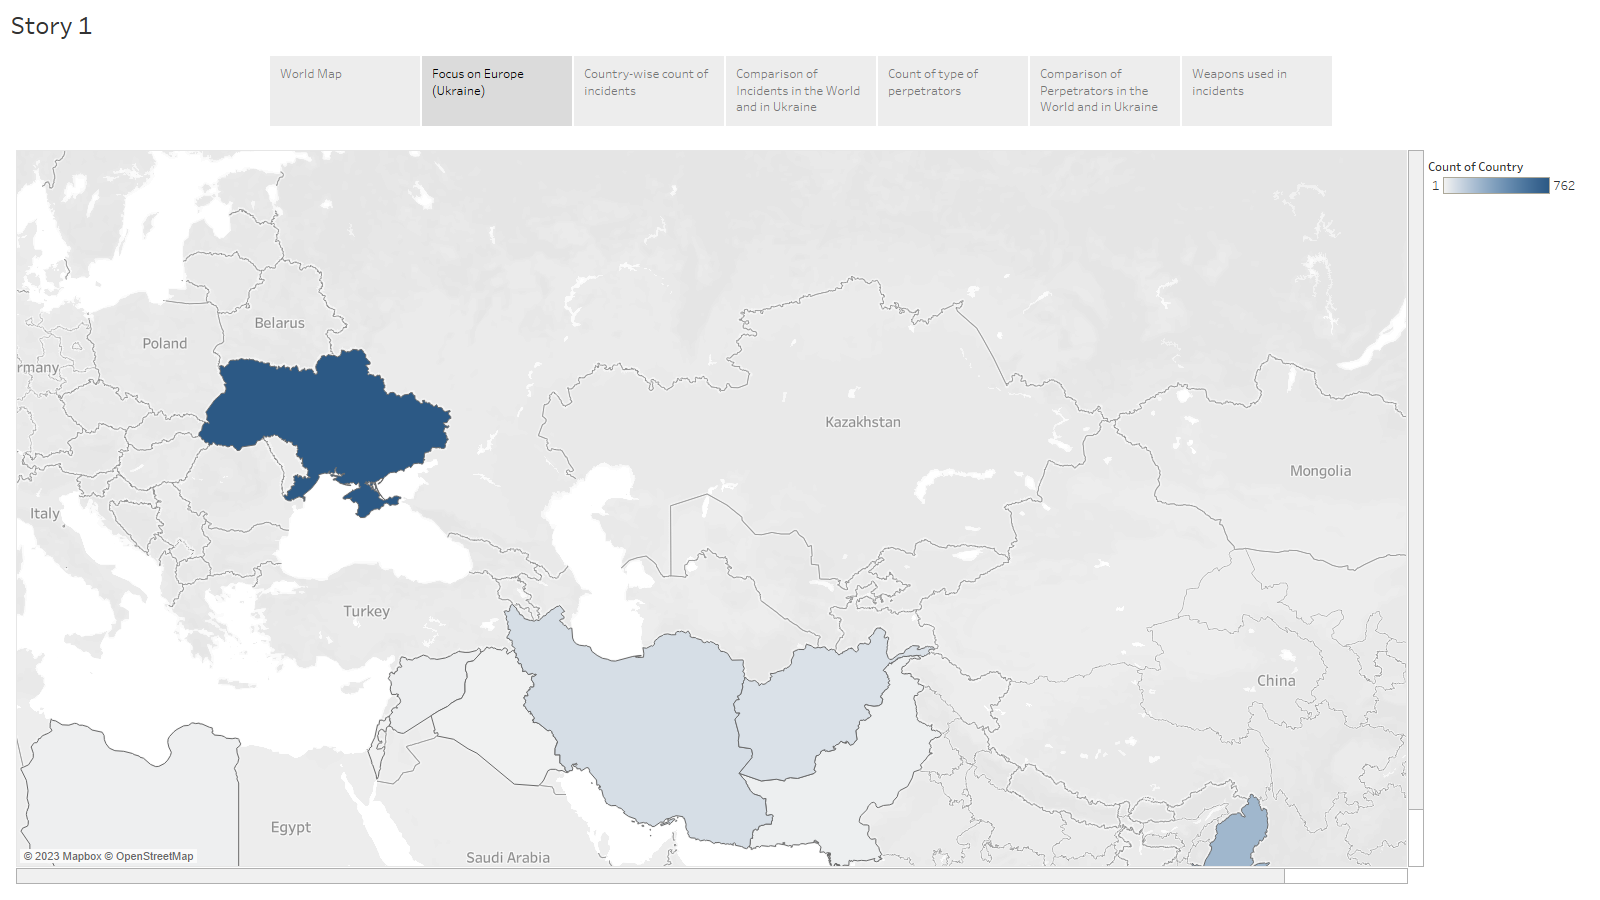 Story 1
World Map
Focus on Europe
(Ukraine)
Country-wise count of
incidents
Comparison of
Incidents in the World
and in Ukraine
Count of type of
perpetrators
Comparison of
Perpetrators in the
World and in Ukraine
Weapons used in
incidents
Count of Country
1
762
Belarus
Poland
rmany
Kazakhstan
Mongolia
Italy
Turkey
China
Egypt
Saudi Arabia
© 2023 Mapbox © OpenStreetMap